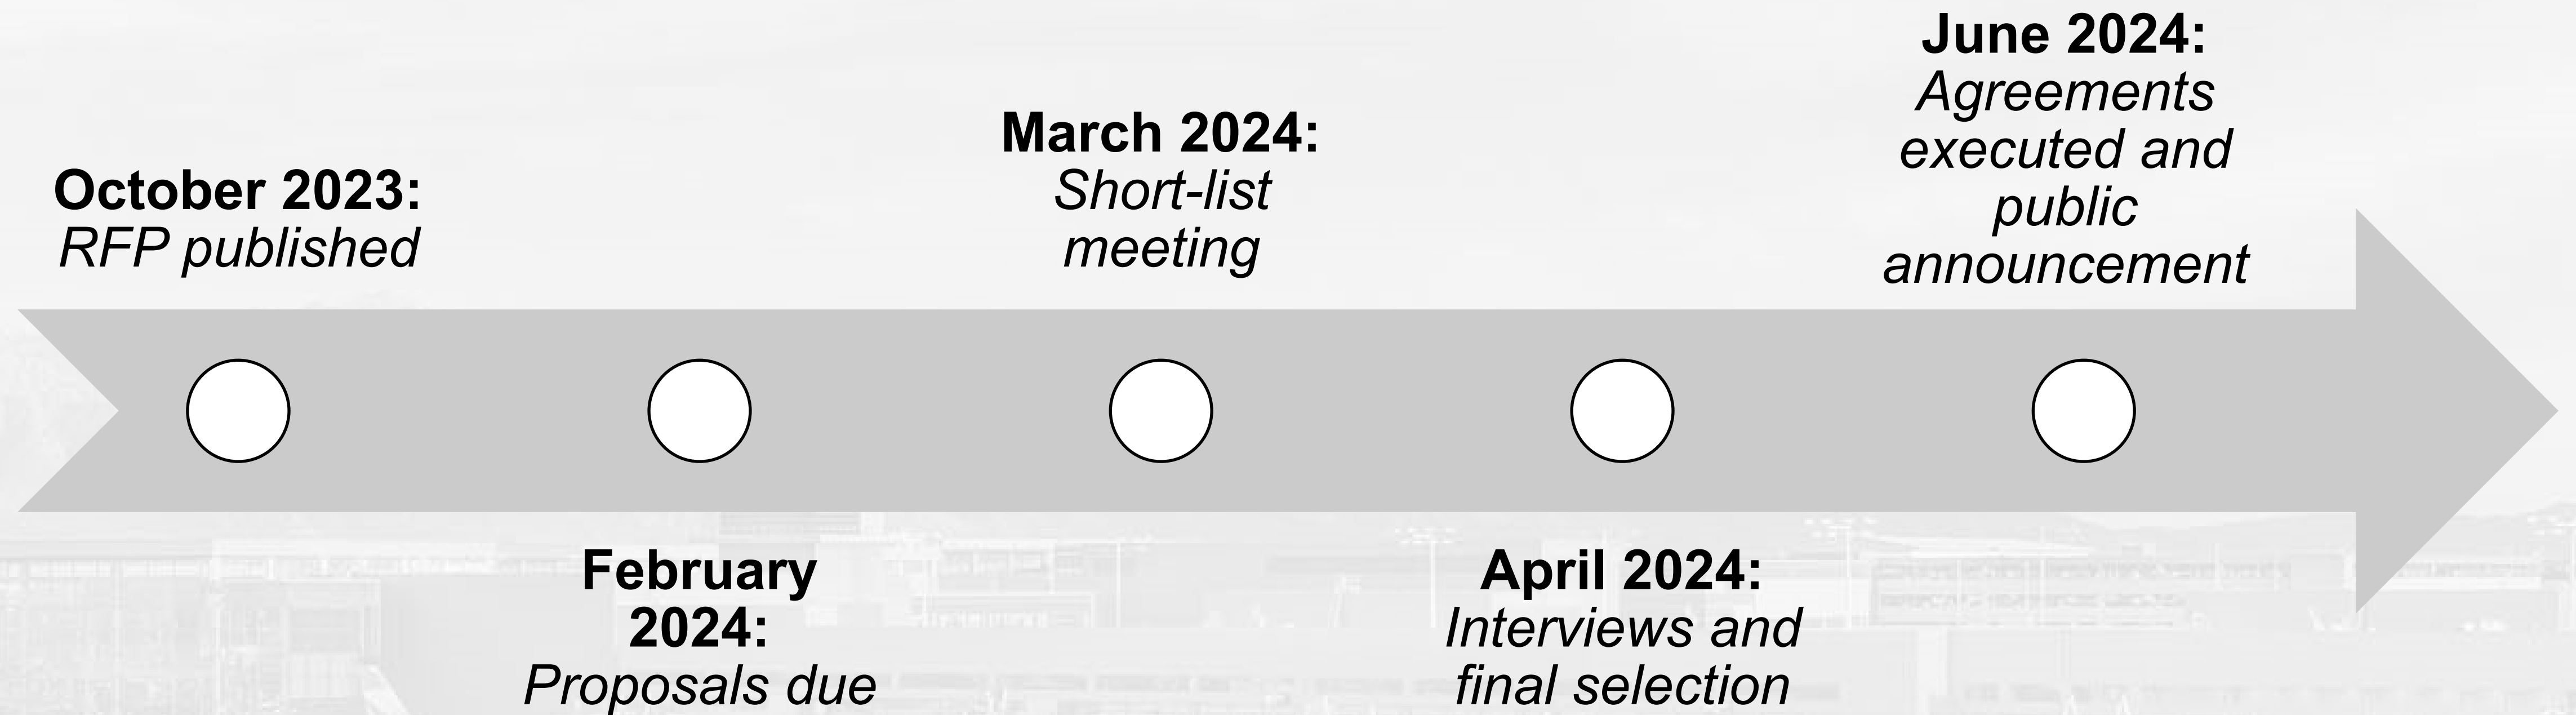 October 2023:
RFP published
February
2024:
Proposals due
March 2024:
Short-list
meeting
April 2024:
Interviews and
final selection
June 2024:
Agreements
executed and
public
announcement